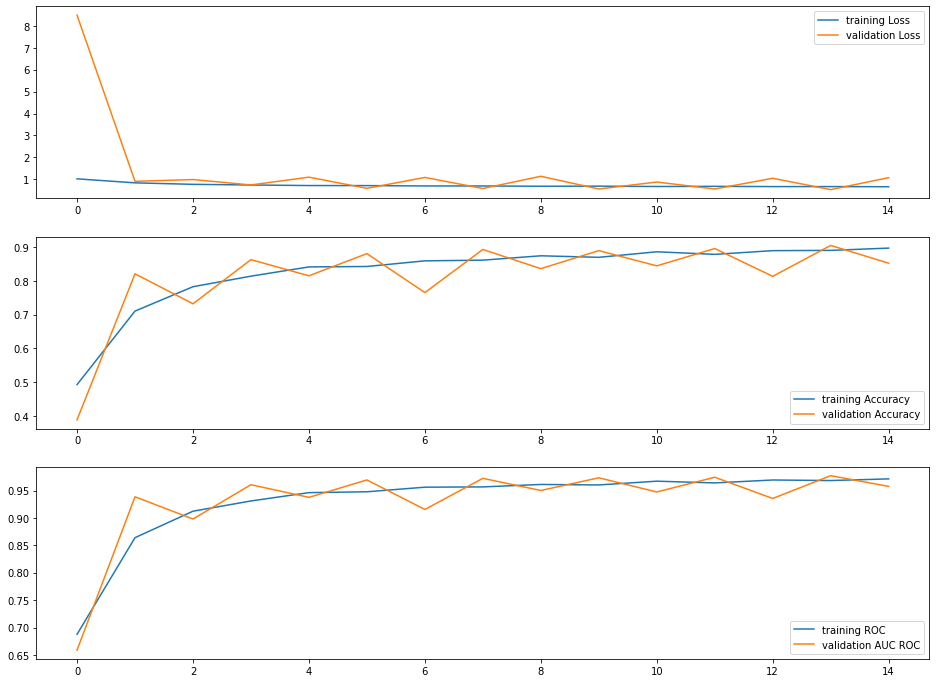 8
7
6
5
4
3
2
1
training Loss
validation Loss
0 2 4 6 8 10 12 14
0.9
0.8
0.7
0.6
0.5
0.4
training Accuracy
validation Accuracy
0 2 4 6 8 10 12 14
0.95
0.90
0.85
0.80
0.75
0.70
0.65
training ROC
validation AUC ROC
0 2 4 6 8 10 12 14